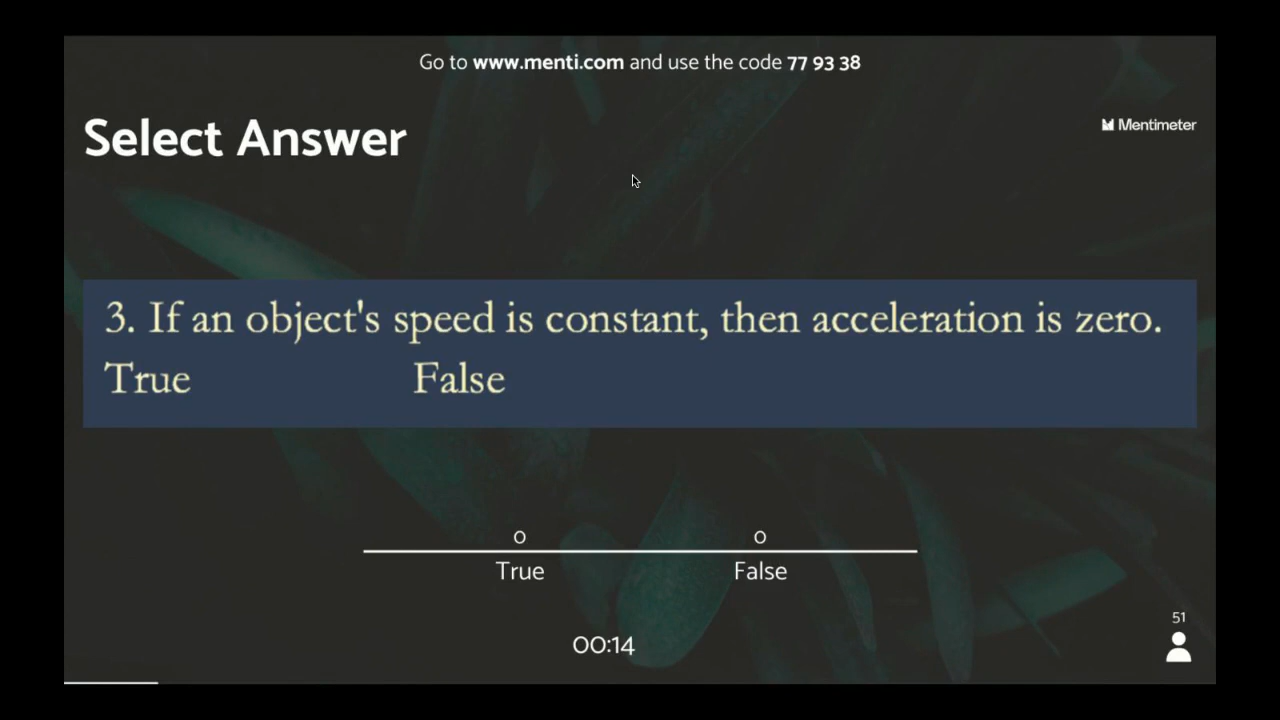 Go to www.menti.com and use the code 77 93 38
Select Answer
Mentimeter
3. If an object's speed is constant, then acceleration is zero.
True False
0 0
True False
00:14
51